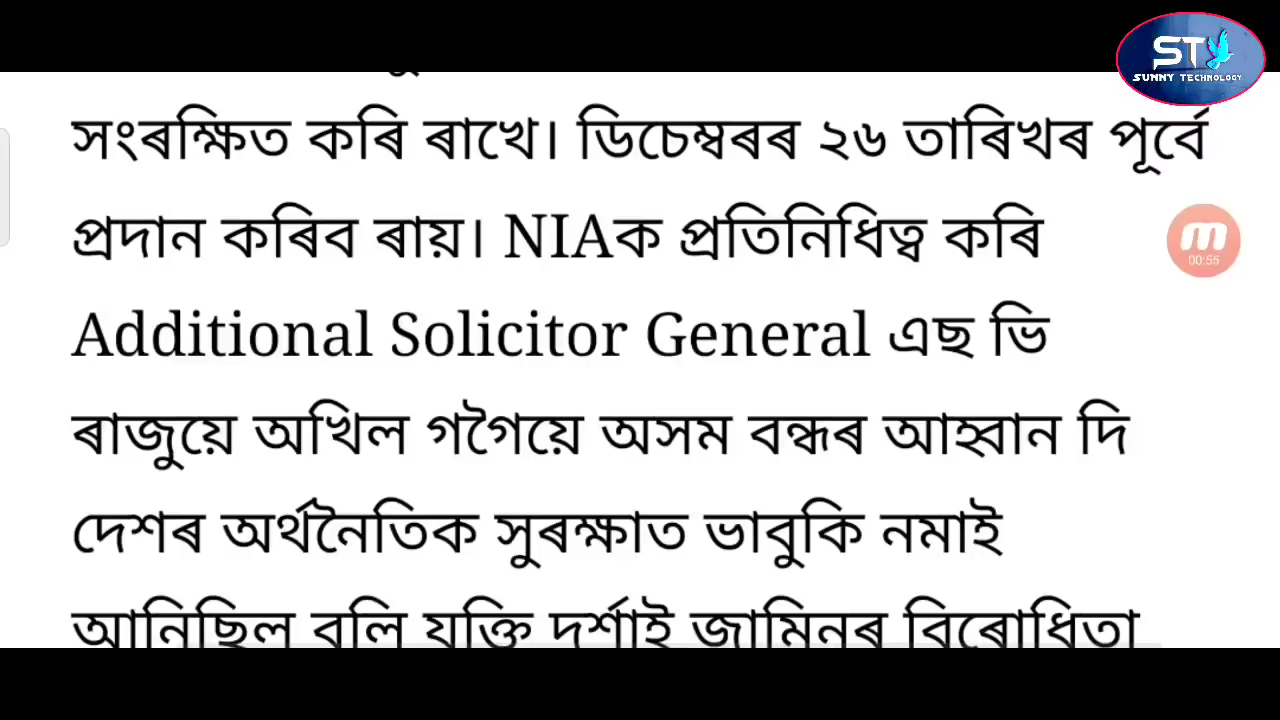 ST
SUNNY TECHNOLOGY
সংৰক্ষিত কৰি ৰাখে। ডিচেম্বৰৰ ২৬ তাৰিখৰ পূৰ্বে
প্ৰদান কৰিব ৰায়। NIAক প্ৰতিনিধিত্ব কৰি
00:55
Additional Solicitor General এছ ভি
ৰাজুয়ে অখিল গগৈয়ে অসম বন্ধৰ আহ্বান দি
দেশৰ অৰ্থনৈতিক সুৰক্ষাত ভাবুকি নমাই
আনিছিল বুলি যুক্তি দৰ্শাই জামিনৰ বিৰোধিতা